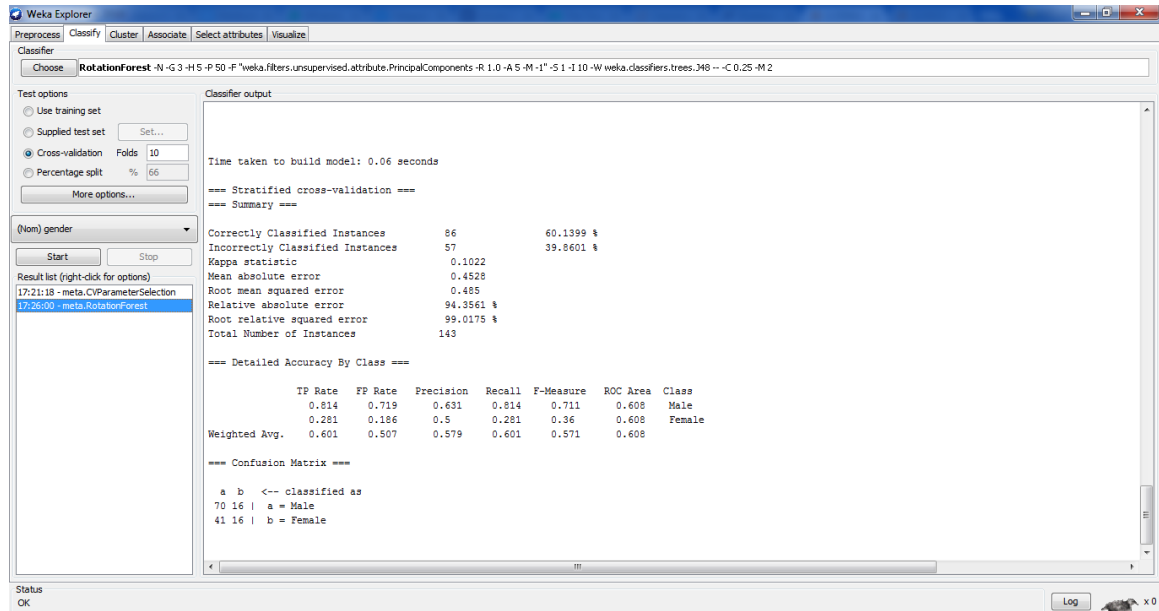 Weka Explorer
Preprocess Classify Cluster Associate Select attributes Visualize
Classifier
Choose RotationForest -N -G 3 -H 5 -P 50 -F "weka.filters.unsupervised.attribute.PrincipalComponents -R 1.0 -A 5 -M -1" -S 1 -I 10 -W weka.classifiers.trees.J48 -- -C 0.25 -M 2
Test options
Use training set
Supplied test set Set...
Cross-validation Folds 10
Percentage split % 66
More options...
(Nom) gender
Start Stop
Result list (right-click for options)
17:21:18 - meta.CVParameterSelection
17:26:00 - meta.RotationForest
Classifier output
Time taken to build model: 0.06 seconds
=== Stratified cross-validation ===
=== Summary ===
Correctly Classified Instances 86 60.1399 %
Incorrectly Classified Instances 57 39.8601 %
Kappa statistic 0.1022
Mean absolute error 0.4528
Root mean squared error 0.485
Relative absolute error 94.3561 %
Root relative squared error 99.0175 %
Total Number of Instances 143
=== Detailed Accuracy By Class ===
TP Rate FP Rate Precision Recall F-Measure ROC Area Class
0.814 0.719 0.631 0.814 0.711 0.608 Male
0.281 0.186 0.5 0.281 0.36 0.608 Female
Weighted Avg. 0.601 0.507 0.579 0.601 0.571 0.608
=== Confusion Matrix ===
a b <-- classified as
70 16 | a = Male
41 16 | b = Female
Status
OK
Log x 0